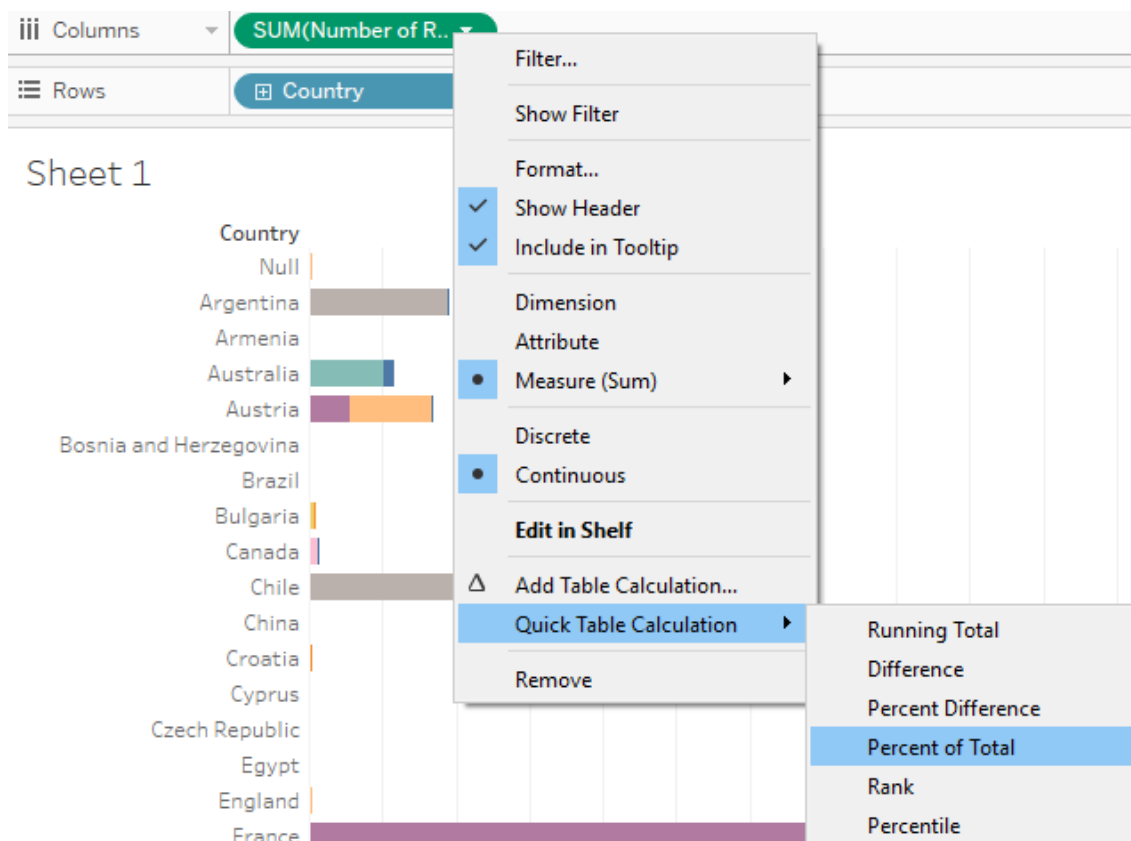 Columns
SUM(Number of R..
Rows
Country
Sheet 1
Country
Null
Argentina
Armenia
Australia
Austria
Bosnia and Herzegovina
Brazil
Bulgaria
Canada
Chile
China
Croatia
Cyprus
Czech Republic
Egypt
England
France
Filter...
Show Filter
Format...
Show Header
Include in Tooltip
Dimension
Attribute
Measure (Sum)
Discrete
Continuous
Edit in Shelf
Add Table Calculation...
Quick Table Calculation
Remove
Running Total
Difference
Percent Difference
Percent of Total
Rank
Percentile